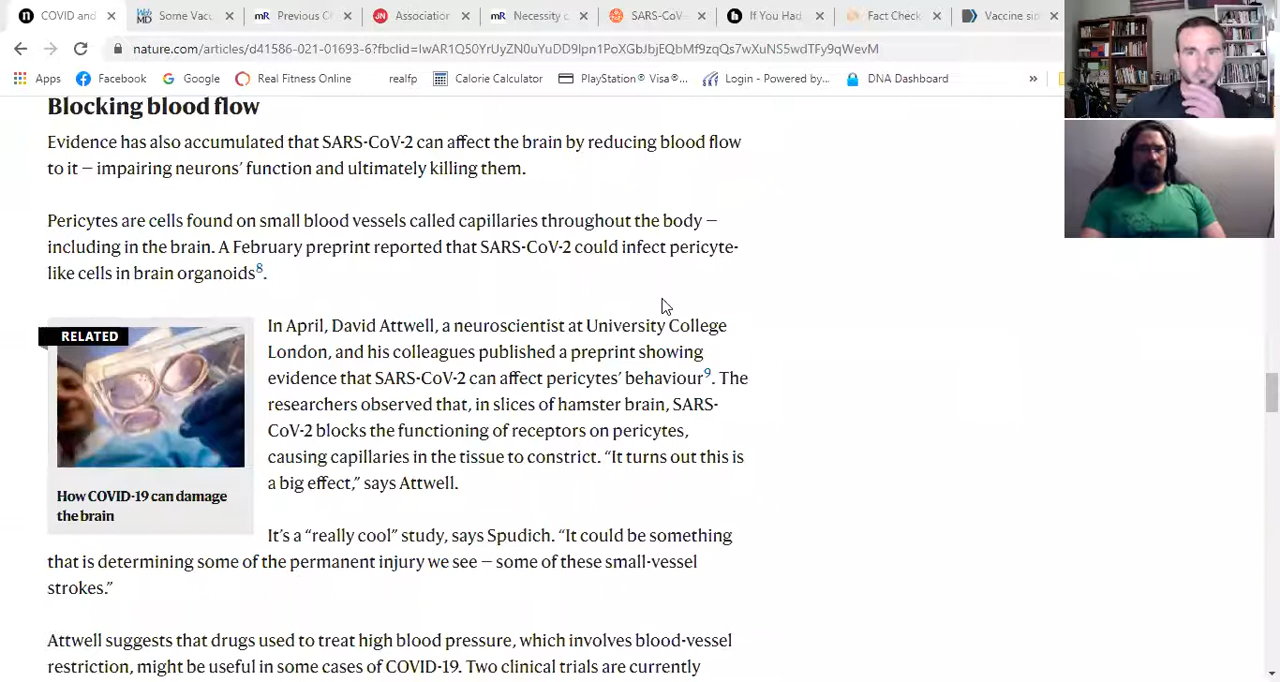 COVID and
Some Vacc
Previous C
Association
Necessity o
SARS-CoV-
If You Had
Fact Check
Vaccine sin
nature.com/articles/d41586-021-01693-6?fbclid=IwAR1Q50YrUyZN0uYuDD9lpn1PoXGbJbjEQbMf9zqQs7wXuNS5wdTFy9qWevM
Apps Facebook Google Real Fitness Online realfp Calorie Calculator PlayStation® Visa®... Login - Powered by... DNA Dashboard »
Blocking blood flow
Evidence has also accumulated that SARS-CoV-2 can affect the brain by reducing blood flow
to it — impairing neurons’ function and ultimately killing them.
Pericytes are cells found on small blood vessels called capillaries throughout the body —
including in the brain. A February preprint reported that SARS-CoV-2 could infect pericyte-
like cells in brain organoids8.
RELATED
How COVID-19 can damage
the brain
In April, David Attwell, a neuroscientist at University College
London, and his colleagues published a preprint showing
evidence that SARS-CoV-2 can affect pericytes’ behaviour9. The
researchers observed that, in slices of hamster brain, SARS-
CoV-2 blocks the functioning of receptors on pericytes,
causing capillaries in the tissue to constrict. “It turns out this is
a big effect,” says Attwell.
It’s a “really cool” study, says Spudich. “It could be something
that is determining some of the permanent injury we see — some of these small-vessel
strokes.”
Attwell suggests that drugs used to treat high blood pressure, which involves blood-vessel
restriction, might be useful in some cases of COVID-19. Two clinical trials are currently